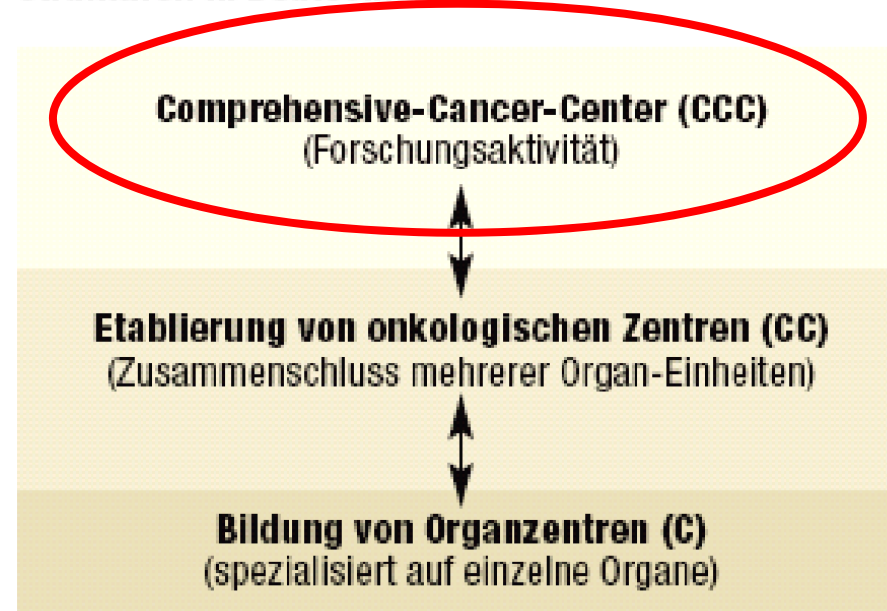 Comprehensive-Cancer-Center (CCC)
(Forschungsaktivität)
Etablierung von onkologischen Zentren (CC)
(Zusammenschluss mehrerer Organ-Einheiten)
Bildung von Organzentren (C)
(spezialisiert auf einzelne Organe)